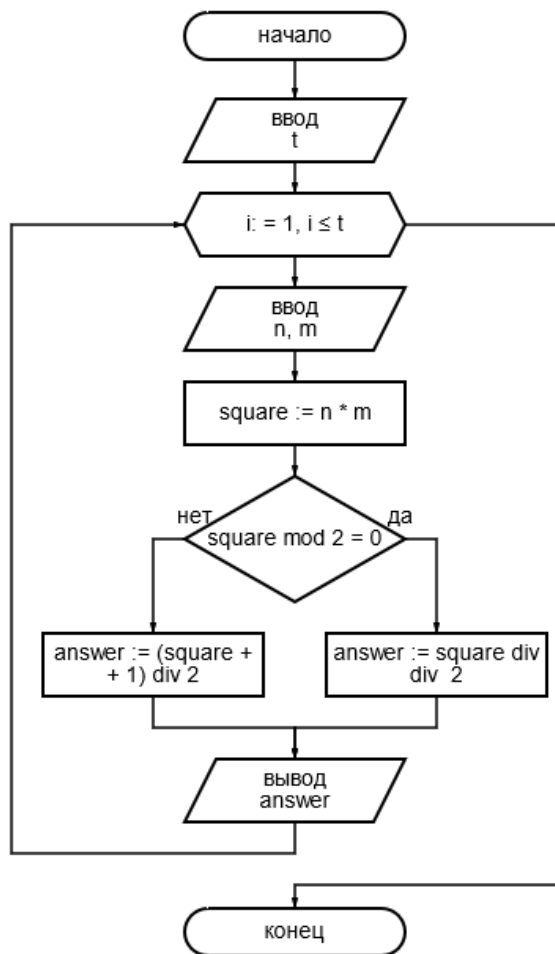 начало
ввод
t
i: = 1, i ≤ t
ввод
n, m
square := n * m
нет
да
square mod 2 = 0
answer := (square +
+ 1) div 2
answer := square div
div 2
вывод
answer
конец